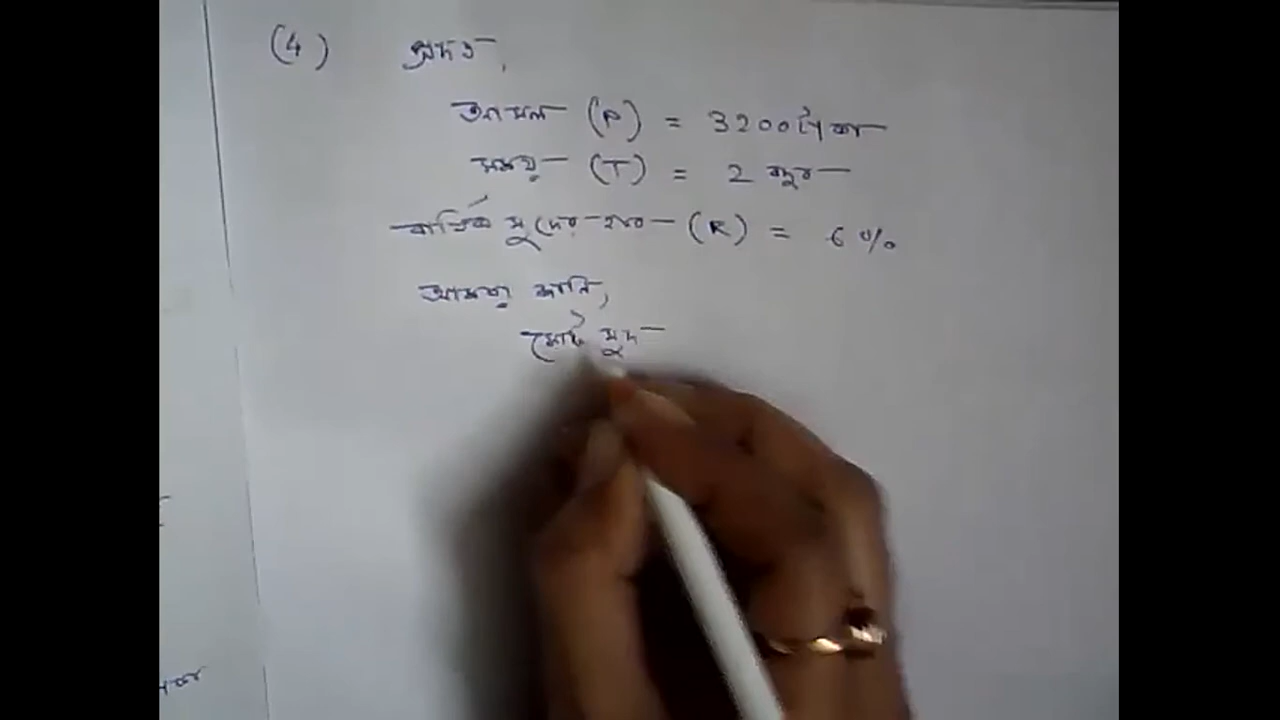 (4) প্রদত্ত,
আসল (P) = 3200 টাকা
সময় (T) = 2 বছর
বার্ষিক সুদের হার (R) = 6%
আমরা জানি,
মোট সুদ